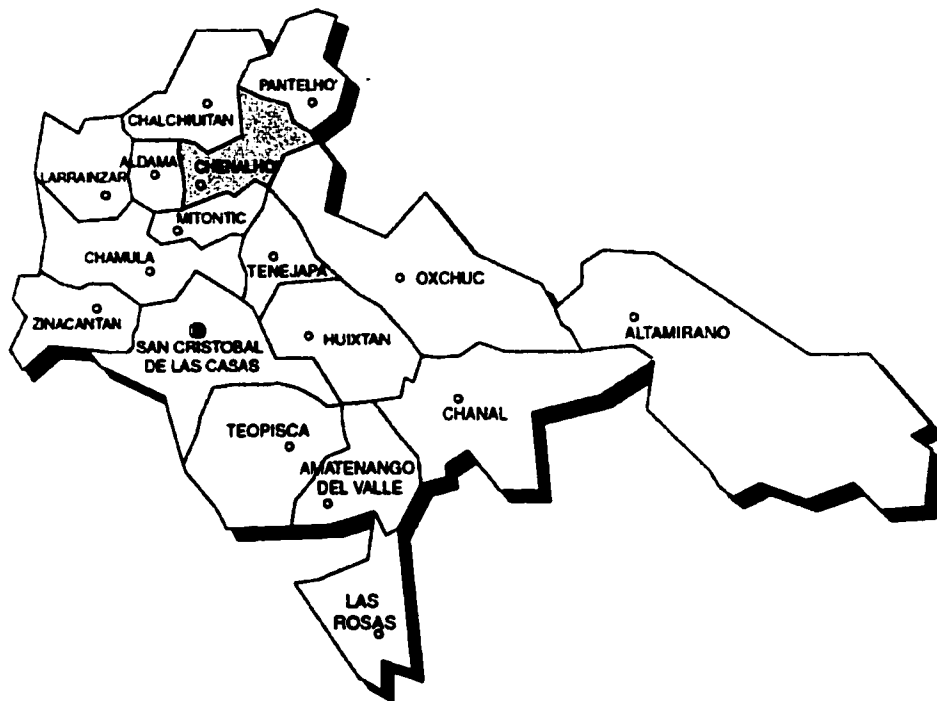 PANTELHO'
CHALCHIUITAN
ALDAMA
CHENALHO
LARRAINZAR
MITONTIC
CHAMULA
TENEJAPA
OXCHUC
ZINACANTAN
SAN CRISTOBAL
DE LAS CASAS
HUIXTAN
ALTAMIRANO
CHANAL
TEOPISCA
AMATENANGO
DEL VALLE
LAS
ROSAS